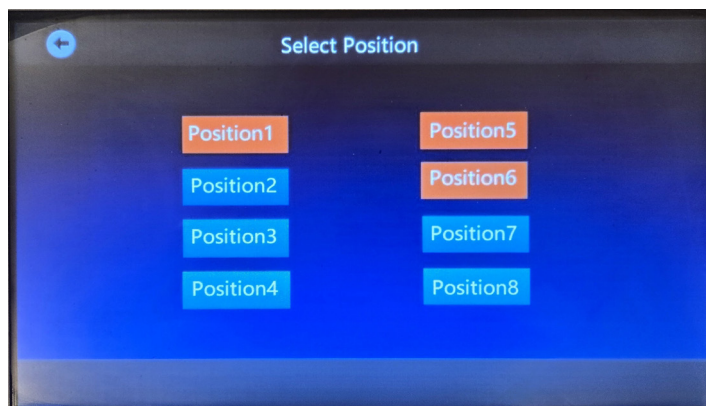 Select Position
Position1
Position2
Position3
Position4
Position5
Position6
Position7
Position8